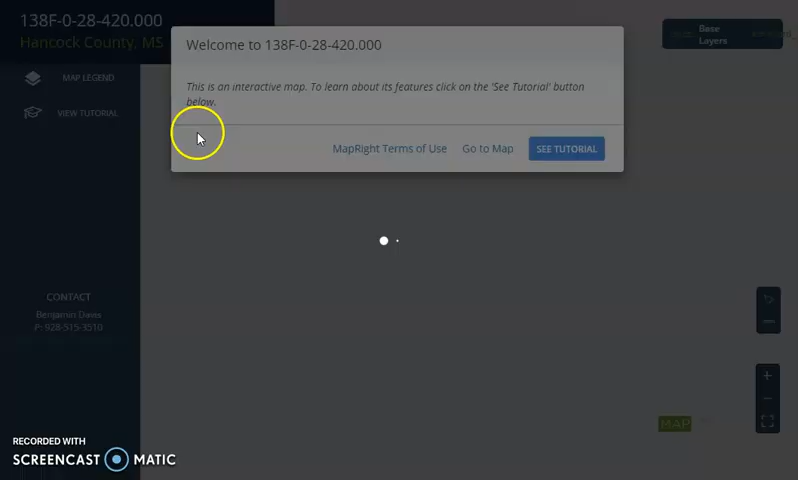 138F-0-28-420.000
Hancock County, MS
MAP LEGEND
VIEW TUTORIAL
Welcome to 138F-0-28-420.000
This is an interactive map. To learn about its features click on the 'See Tutorial' button
below.
MapRight Terms of Use
Go to Map
SEE TUTORIAL
Base
Layers
CONTACT
Benjamin Davis
P: 928-515-3510
MAP
RECORDED WITH
SCREENCAST MATIC